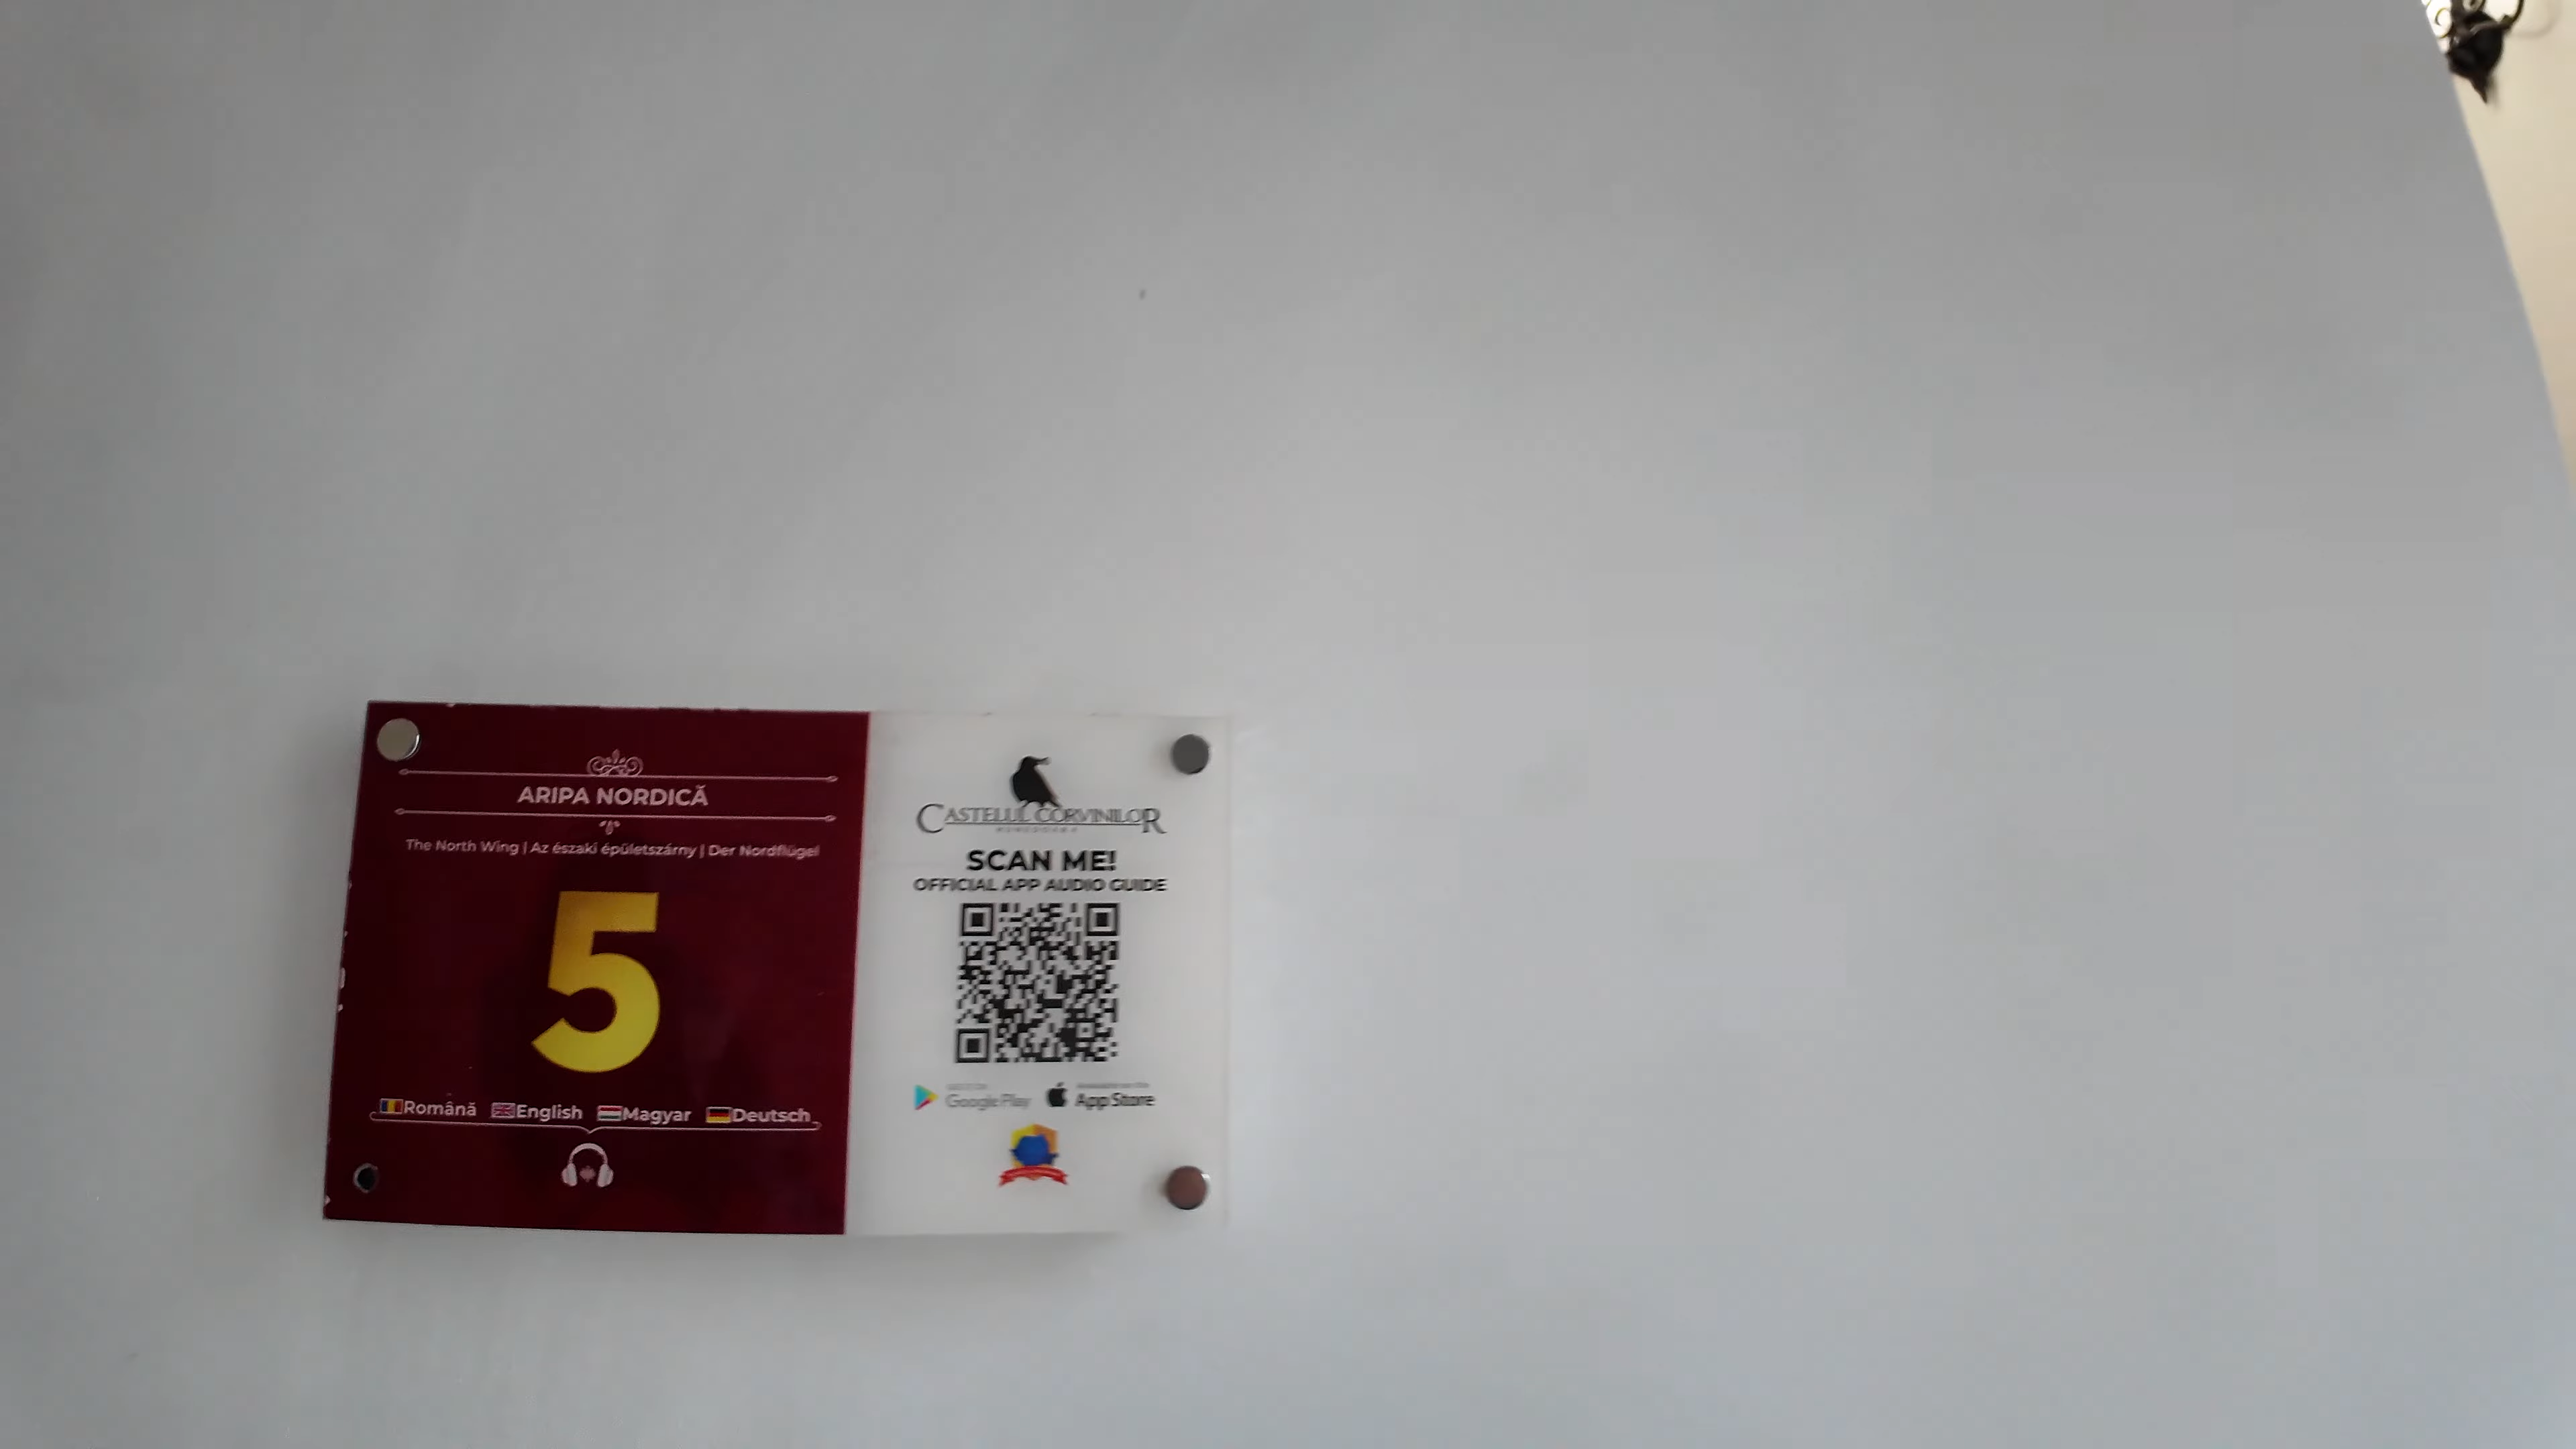 ARIPA NORDICĂ
The North Wing | Az északi épületszárny | Der Nordflügel
5
Română English Magyar Deutsch
CASTELUL CORVINILOR
SCAN ME!
OFFICIAL APP AUDIO GUIDE
Google Play
App Store